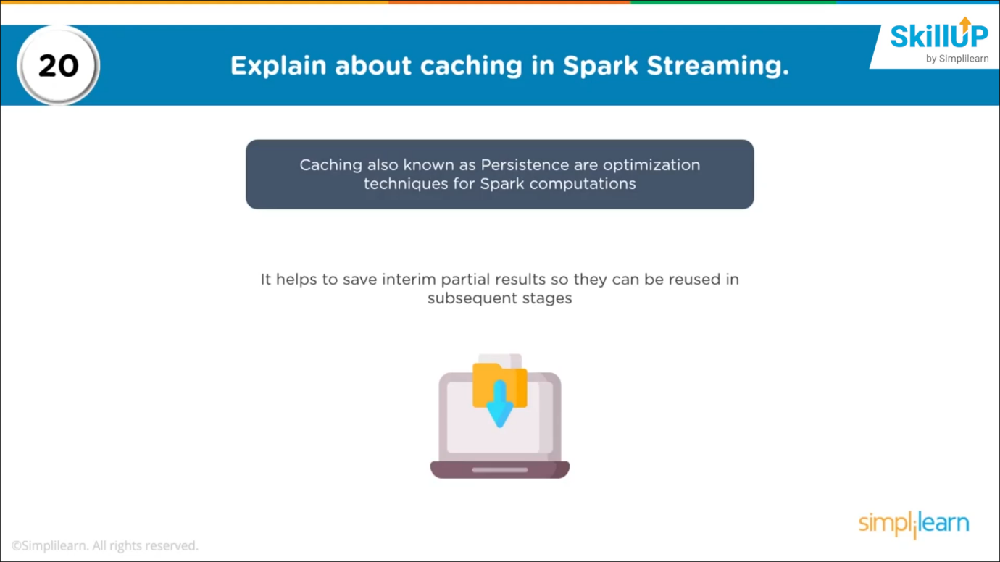 20
Explain about caching in Spark Streaming.
SkillUP
by Simplilearn
Caching also known as Persistence are optimization
techniques for Spark computations
It helps to save interim partial results so they can be reused in
subsequent stages
simplilearn
©Simplilearn. All rights reserved.